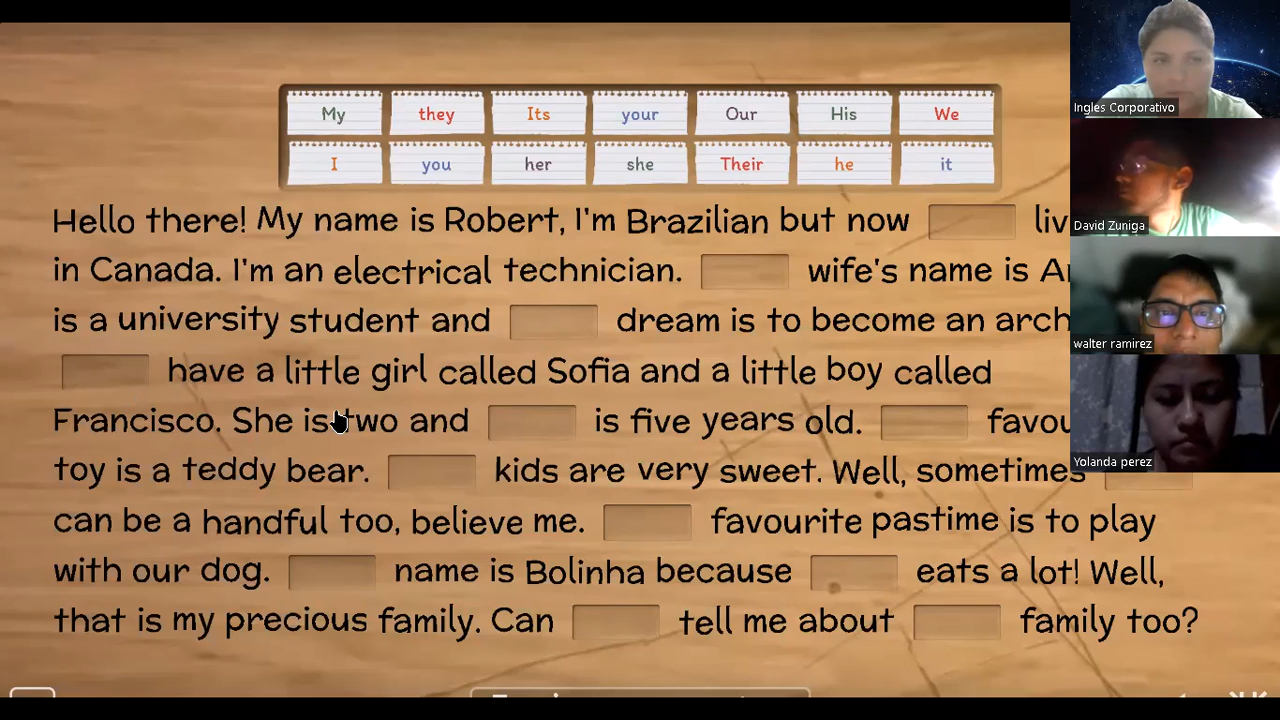 My they Its your Our His We
I you her she Their he it
Hello there! My name is Robert, I'm Brazilian but now
in Canada. I'm an electrical technician. wife's name is
is a university student and dream is to become an
have a little girl called Sofia and a little boy called
Francisco. She is two and is five years old.
toy is a teddy bear. kids are very sweet. Well, sometimes
can be a handful too, believe me. favourite pastime is to play
with our dog. name is Bolinha because eats a lot! Well,
that is my precious family. Can tell me about family too?
Ingles Corporativo
David Zuniga
walter ramirez
Yolanda perez